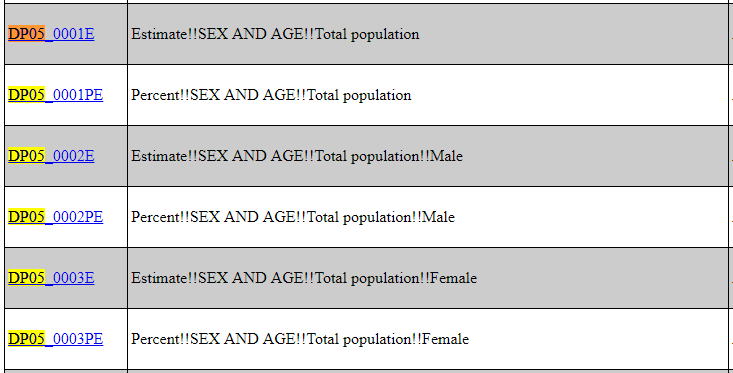 DP05_0001E Estimate!!SEX AND AGE!!Total population
DP05_0001PE Percent!!SEX AND AGE!!Total population
DP05_0002E Estimate!!SEX AND AGE!!Total population!!Male
DP05_0002PE Percent!!SEX AND AGE!!Total population!!Male
DP05_0003E Estimate!!SEX AND AGE!!Total population!!Female
DP05_0003PE Percent!!SEX AND AGE!!Total population!!Female